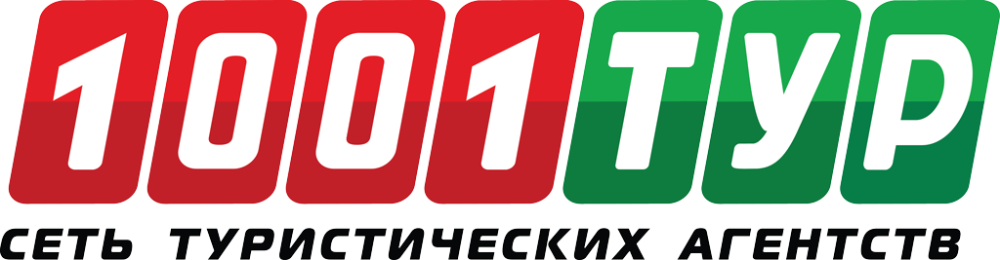 1001ТУР
СЕТЬ ТУРИСТИЧЕСКИХ АГЕНТСТВ